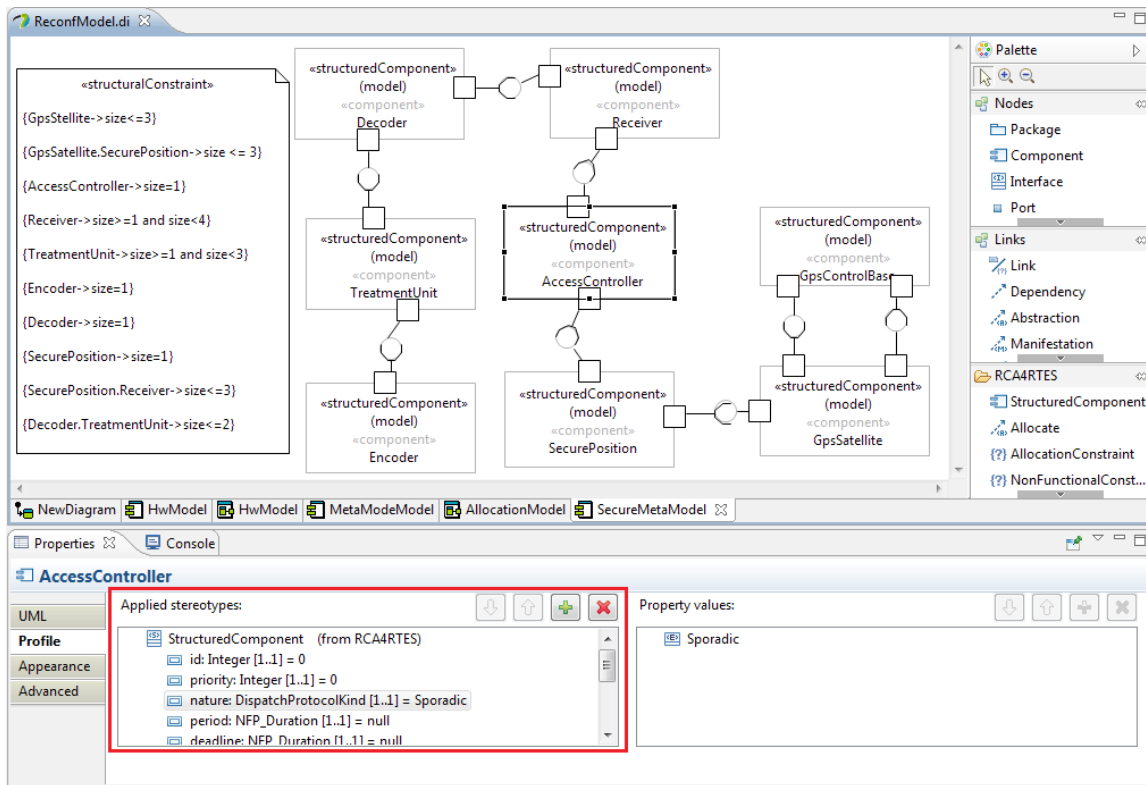 ReconfModel.di
«structuralConstraint»
{GpsStellite->size<=3}
{GpsSatellite.SecurePosition->size <= 3}
{AccessController->size=1}
{Receiver->size>=1 and size<4}
{TreatmentUnit->size>=1 and size<3}
{Encoder->size=1}
{Decoder->size=1}
{SecurePosition->size=1}
{SecurePosition.Receiver->size<=3}
{Decoder.TreatmentUnit->size<=2}
«structuredComponent»
(model)
«component»
Decoder
«structuredComponent»
(model)
«component»
Receiver
«structuredComponent»
(model)
«component»
TreatmentUnit
«structuredComponent»
(model)
«component»
AccessController
«structuredComponent»
(model)
«component»
GpsControlBase
«structuredComponent»
(model)
«component»
Encoder
«structuredComponent»
(model)
«component»
SecurePosition
«structuredComponent»
(model)
«component»
GpsSatellite
Palette
Nodes
Package
Component
Interface
Port
Links
Link
Dependency
Abstraction
Manifestation
RCA4RTES
StructuredComponent
Allocate
AllocationConstraint
NonFunctionalConst...
NewDiagram HwModel HwModel MetaModeModel AllocationModel SecureMetaModel
Properties Console
AccessController
UML
Profile
Appearance
Advanced
Applied stereotypes:
StructuredComponent (from RCA4RTES)
id: Integer [1..1] = 0
priority: Integer [1..1] = 0
nature: DispatchProtocolKind [1..1] = Sporadic
period: NFP_Duration [1..1] = null
deadline: NFP_Duration [1..1] = null
Property values:
Sporadic